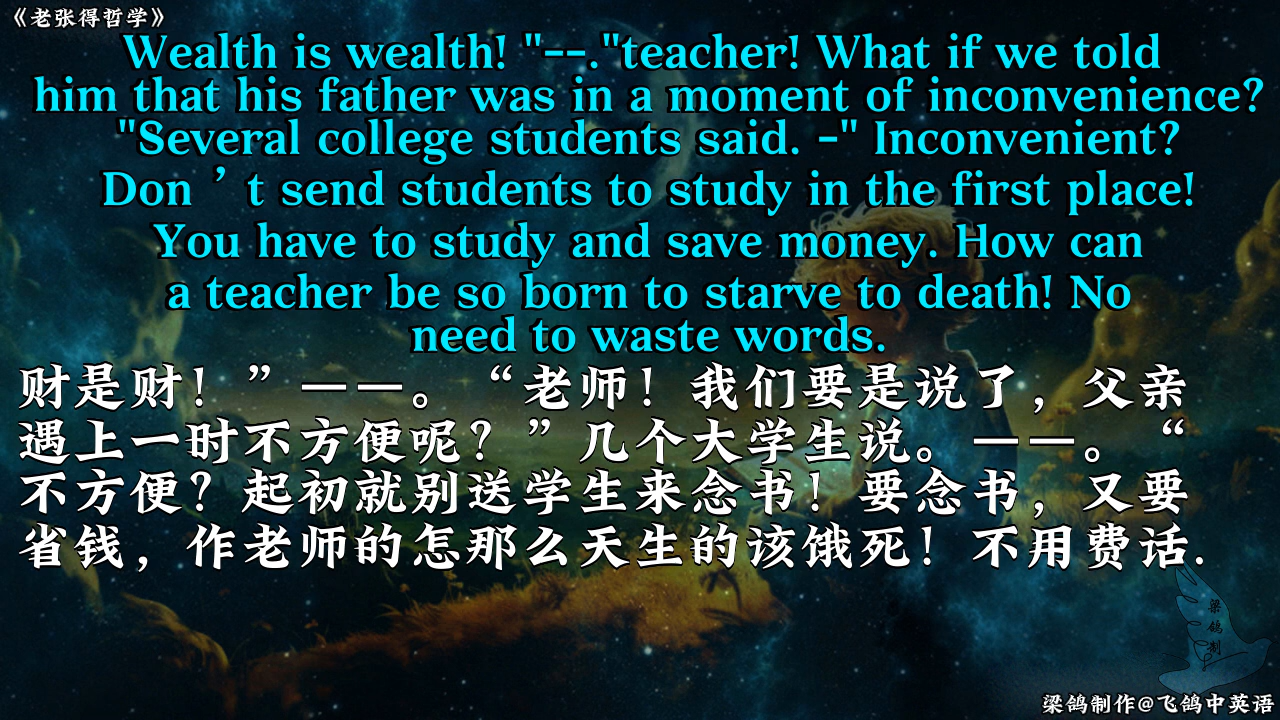 《老张得哲学》
Wealth is wealth! "--."teacher! What if we told
him that his father was in a moment of inconvenience?
"Several college students said. -" Inconvenient?
Don ’ t send students to study in the first place!
You have to study and save money. How can
a teacher be so born to starve to death! No
need to waste words.
财是财！”——。“老师！我们要是说了，父亲
遇上一时不方便呢？”几个大学生说。——。“
不方便？起初就别送学生来念书！要念书，又要
省钱，作老师的怎那么天生的该饿死！不用费话.
梁鸽制
梁鸽制作@飞鸽中英语